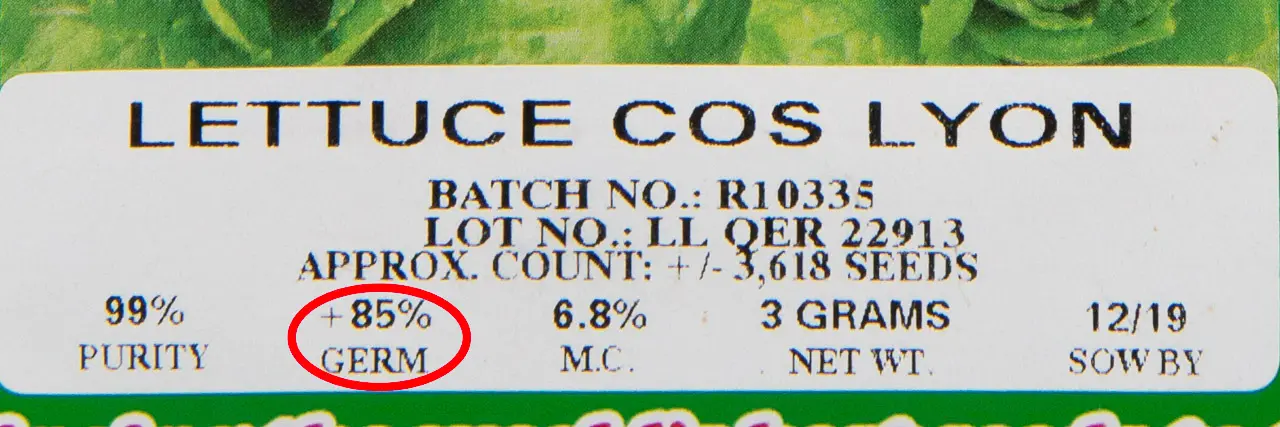 LETTUCE COS LYON
BATCH NO.: R10335
LOT NO.: LL QER 22913
APPROX. COUNT: +/- 3,618 SEEDS
99% +85% 6.8% 3 GRAMS 12/19
PURITY GERM M.C. NET WT. SOW BY